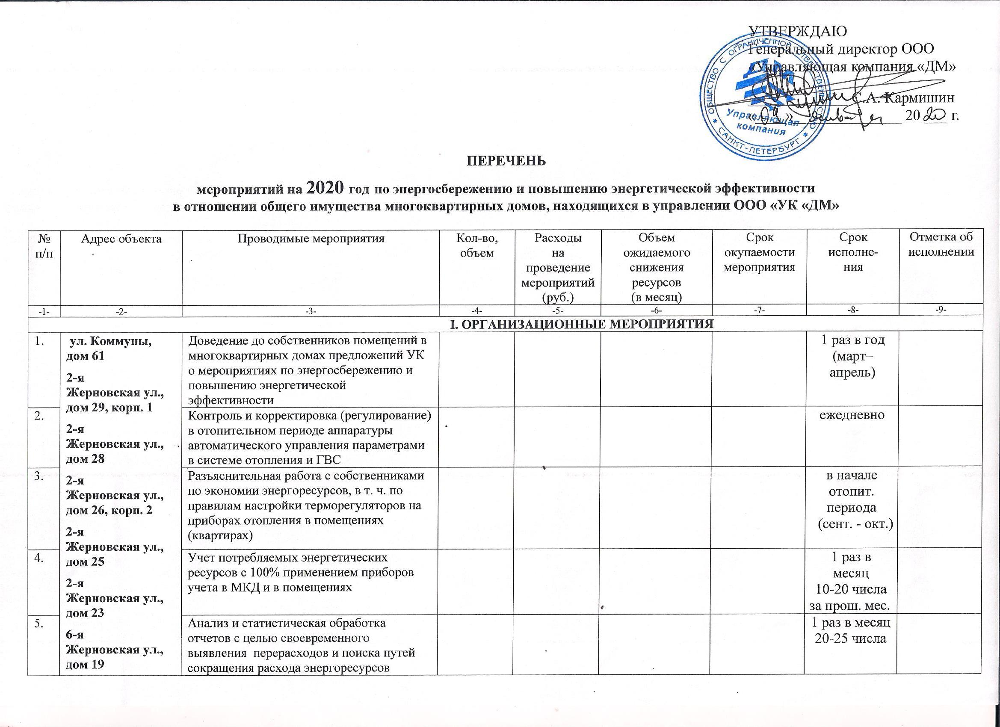 УТВЕРЖДАЮ
Генеральный директор ООО
«Управляющая компания «ДМ»
С.А. Кармишин
« 09 » января 20 20 г.
ОБЩЕСТВО С ОГРАНИЧЕННОЙ ОТВЕТСТВЕННОСТЬЮ
* САНКТ-ПЕТЕРБУРГ *
Управляющая
компания
ПЕРЕЧЕНЬ
мероприятий на 2020 год по энергосбережению и повышению энергетической эффективности
в отношении общего имущества многоквартирных домов, находящихся в управлении ООО «УК «ДМ»
№
п/п
Адрес объекта
Проводимые мероприятия
Кол-во,
объем
Расходы
на
проведение
мероприятий
(руб.)
Объем
ожидаемого
снижения
ресурсов
(в месяц)
Срок
окупаемости
мероприятия
Срок
исполне-
ния
Отметка об
исполнении
-1- -2- -3- -4- -5- -6- -7- -8- -9-
I. ОРГАНИЗАЦИОННЫЕ МЕРОПРИЯТИЯ
ул. Коммуны,
дом 61
2-я
Жерновская ул.,
дом 29, корп. 1
2-я
Жерновская ул.,
дом 28
2-я
Жерновская ул.,
дом 26, корп. 2
2-я
Жерновская ул.,
дом 25
2-я
Жерновская ул.,
дом 23
6-я
Жерновская ул.,
дом 19
1.
Доведение до собственников помещений в
многоквартирных домах предложений УК
о мероприятиях по энергосбережению и
повышению энергетической
эффективности
1 раз в год
(март–
апрель)
2.
Контроль и корректировка (регулирование)
в отопительном периоде аппаратуры
автоматического управления параметрами
в системе отопления и ГВС
ежедневно
3.
Разъяснительная работа с собственниками
по экономии энергоресурсов, в т. ч. по
правилам настройки терморегуляторов на
приборах отопления в помещениях
(квартирах)
в начале
отопит.
периода
(сент. - окт.)
4.
Учет потребляемых энергетических
ресурсов с 100% применением приборов
учета в МКД и в помещениях
1 раз в
месяц
10-20 числа
за прош. мес.
5.
Анализ и статистическая обработка
отчетов с целью своевременного
выявления перерасходов и поиска путей
сокращения расхода энергоресурсов
1 раз в месяц
20-25 числа